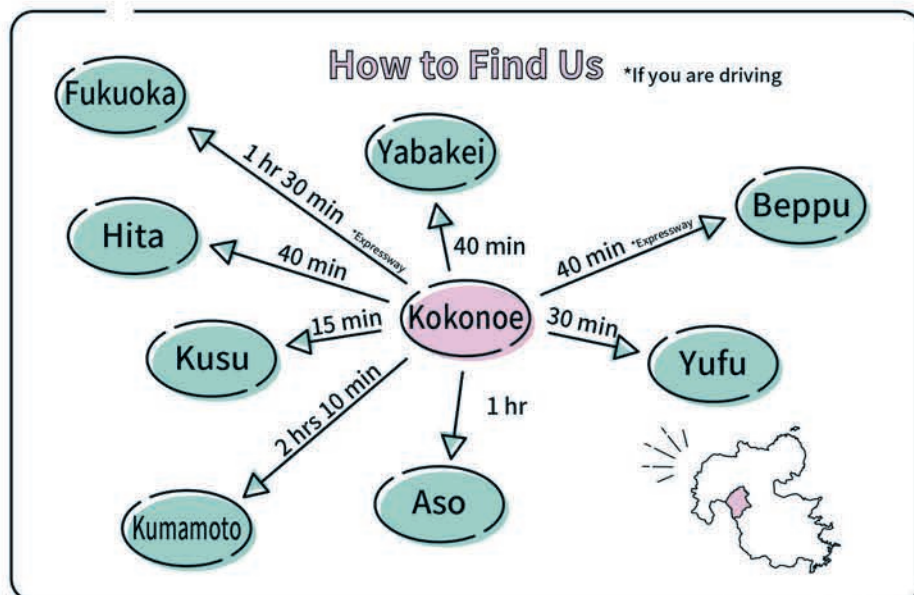 How to Find Us
*If you are driving
Fukuoka
1 hr 30 min
*Expressway
Yabakei
40 min
Beppu
40 min *Expressway
Hita
40 min
Kokonoe
Kusu
15 min
30 min
Yufu
2 hrs 10 min
Kumamoto
1 hr
Aso